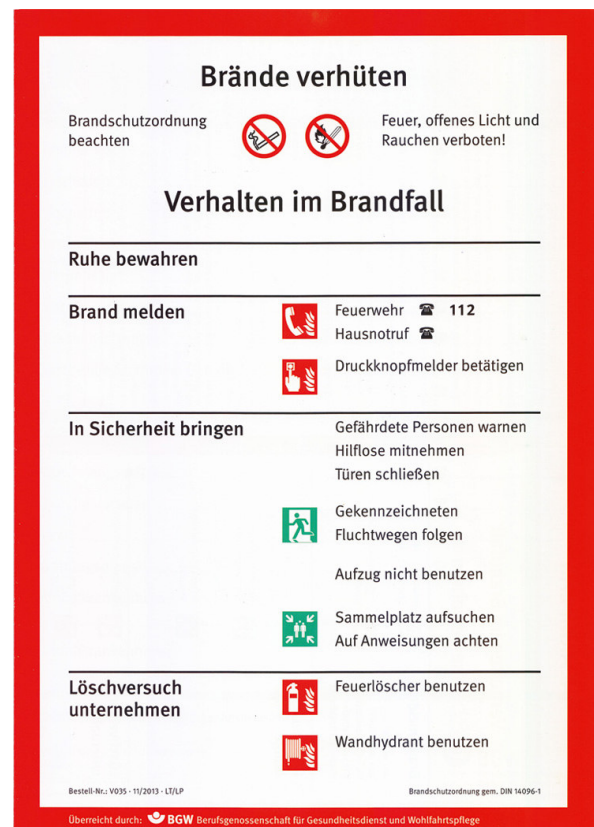 Brände verhüten
Brandschutzordnung
beachten
Feuer, offenes Licht und
Rauchen verboten!
Verhalten im Brandfall
Ruhe bewahren
Brand melden
Feuerwehr ☎ 112
Hausnotruf ☎
Druckknopfmelder betätigen
In Sicherheit bringen
Gefährdete Personen warnen
Hilflose mitnehmen
Türen schließen
Gekennzeichneten
Fluchtwegen folgen
Aufzug nicht benutzen
Sammelplatz aufsuchen
Auf Anweisungen achten
Löschversuch
unternehmen
Feuerlöscher benutzen
Wandhydrant benutzen
Bestell-Nr.: V035 · 11/2013 · LT/LP
Brandschutzordnung gem. DIN 14096-1
Überreicht durch: BGW Berufsgenossenschaft für Gesundheitsdienst und Wohlfahrtspflege